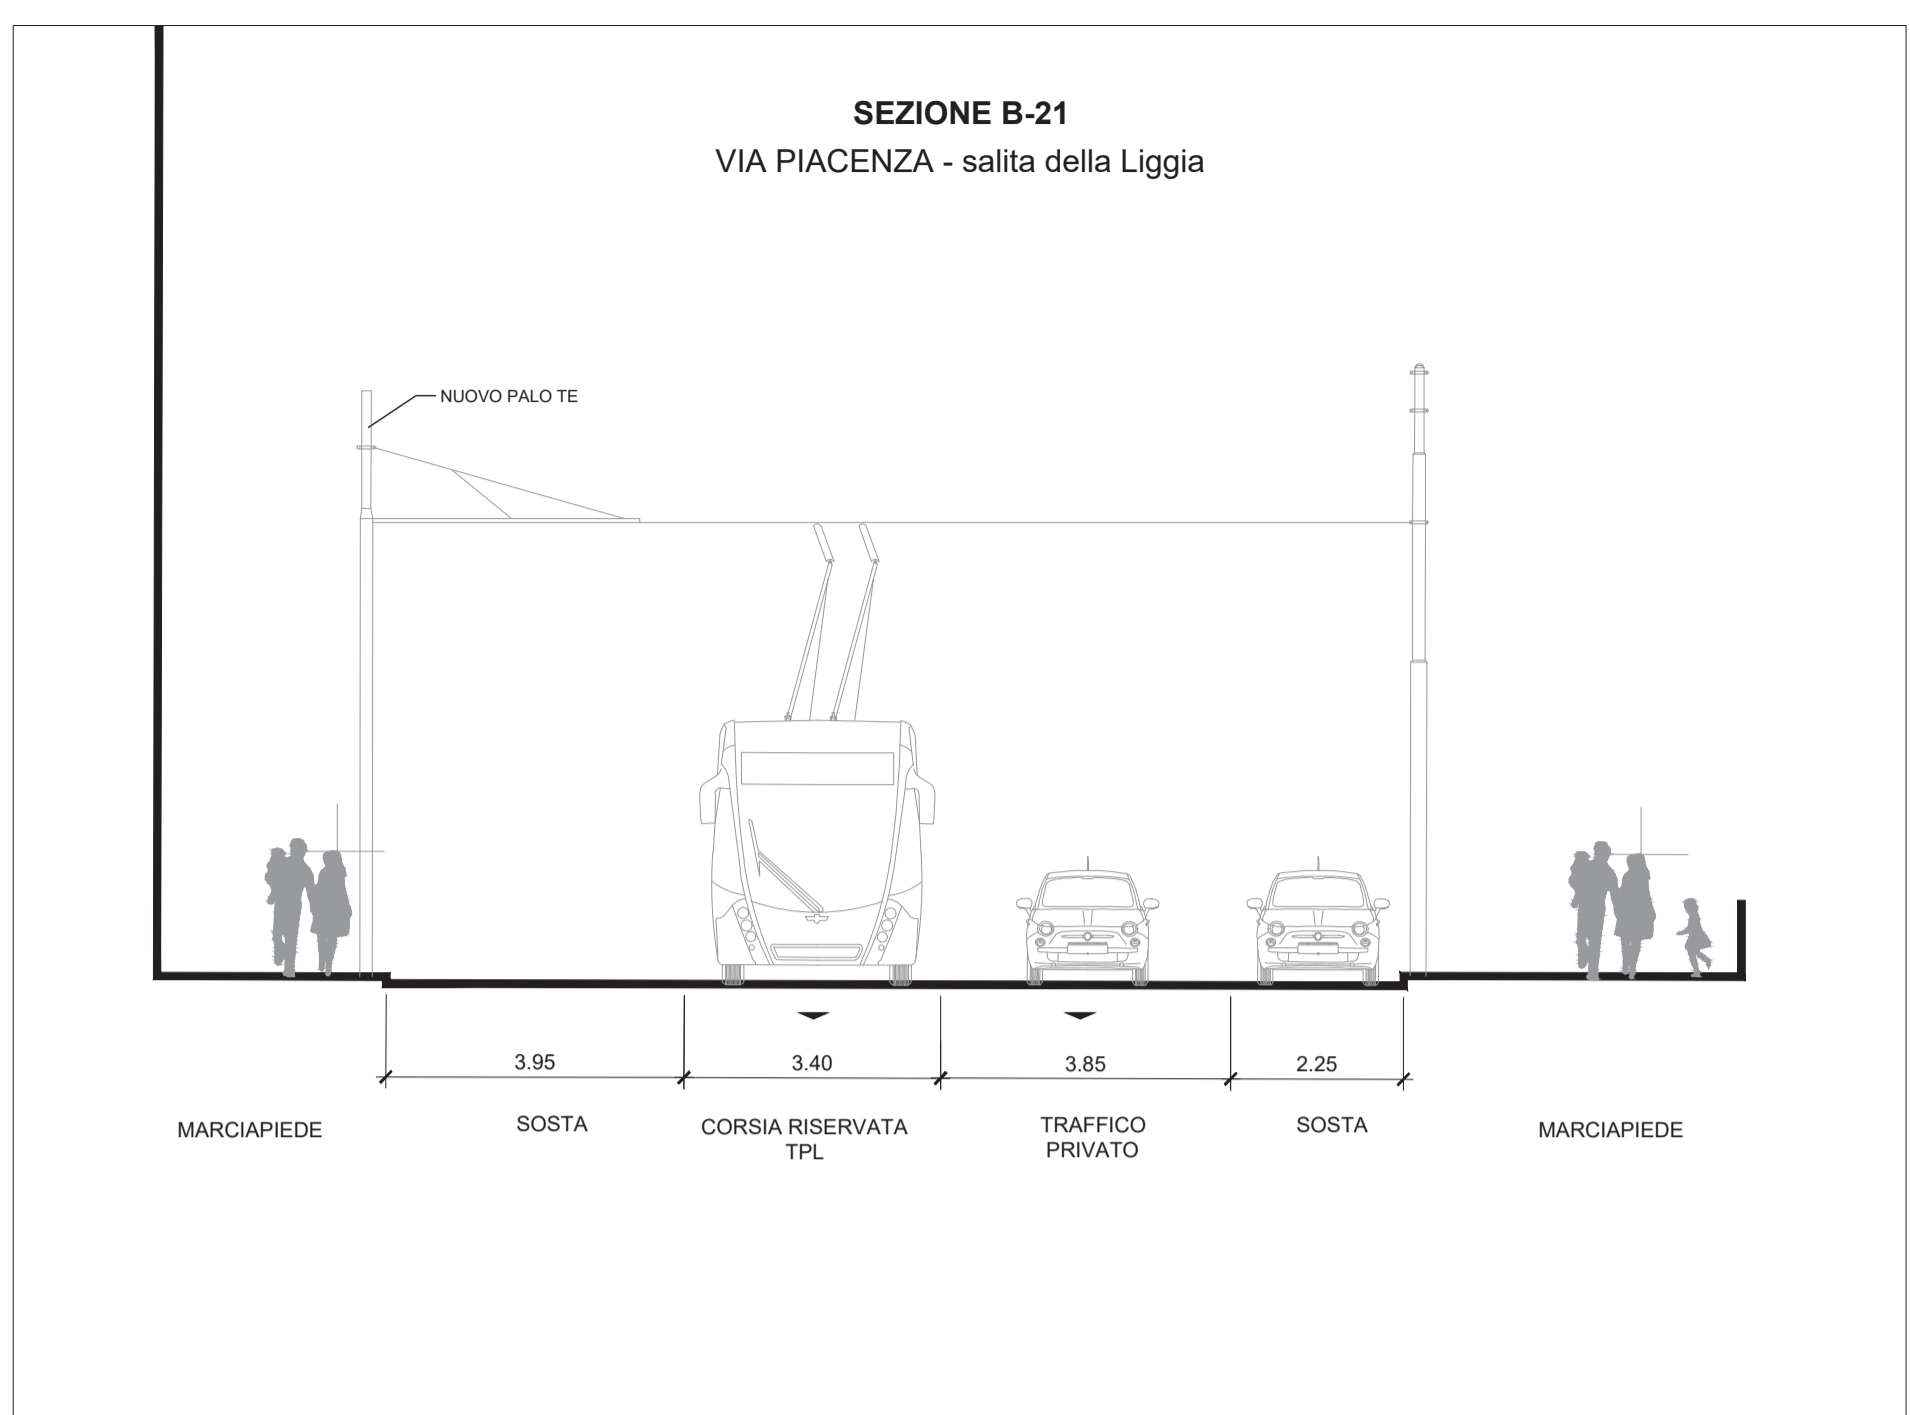 SEZIONE B-21
VIA PIACENZA - salita della Liggia
NUOVO PALO TE
3.95
3.40
3.85
2.25
MARCIAPIEDE
SOSTA
CORSIA RISERVATA
TPL
TRAFFICO
PRIVATO
SOSTA
MARCIAPIEDE